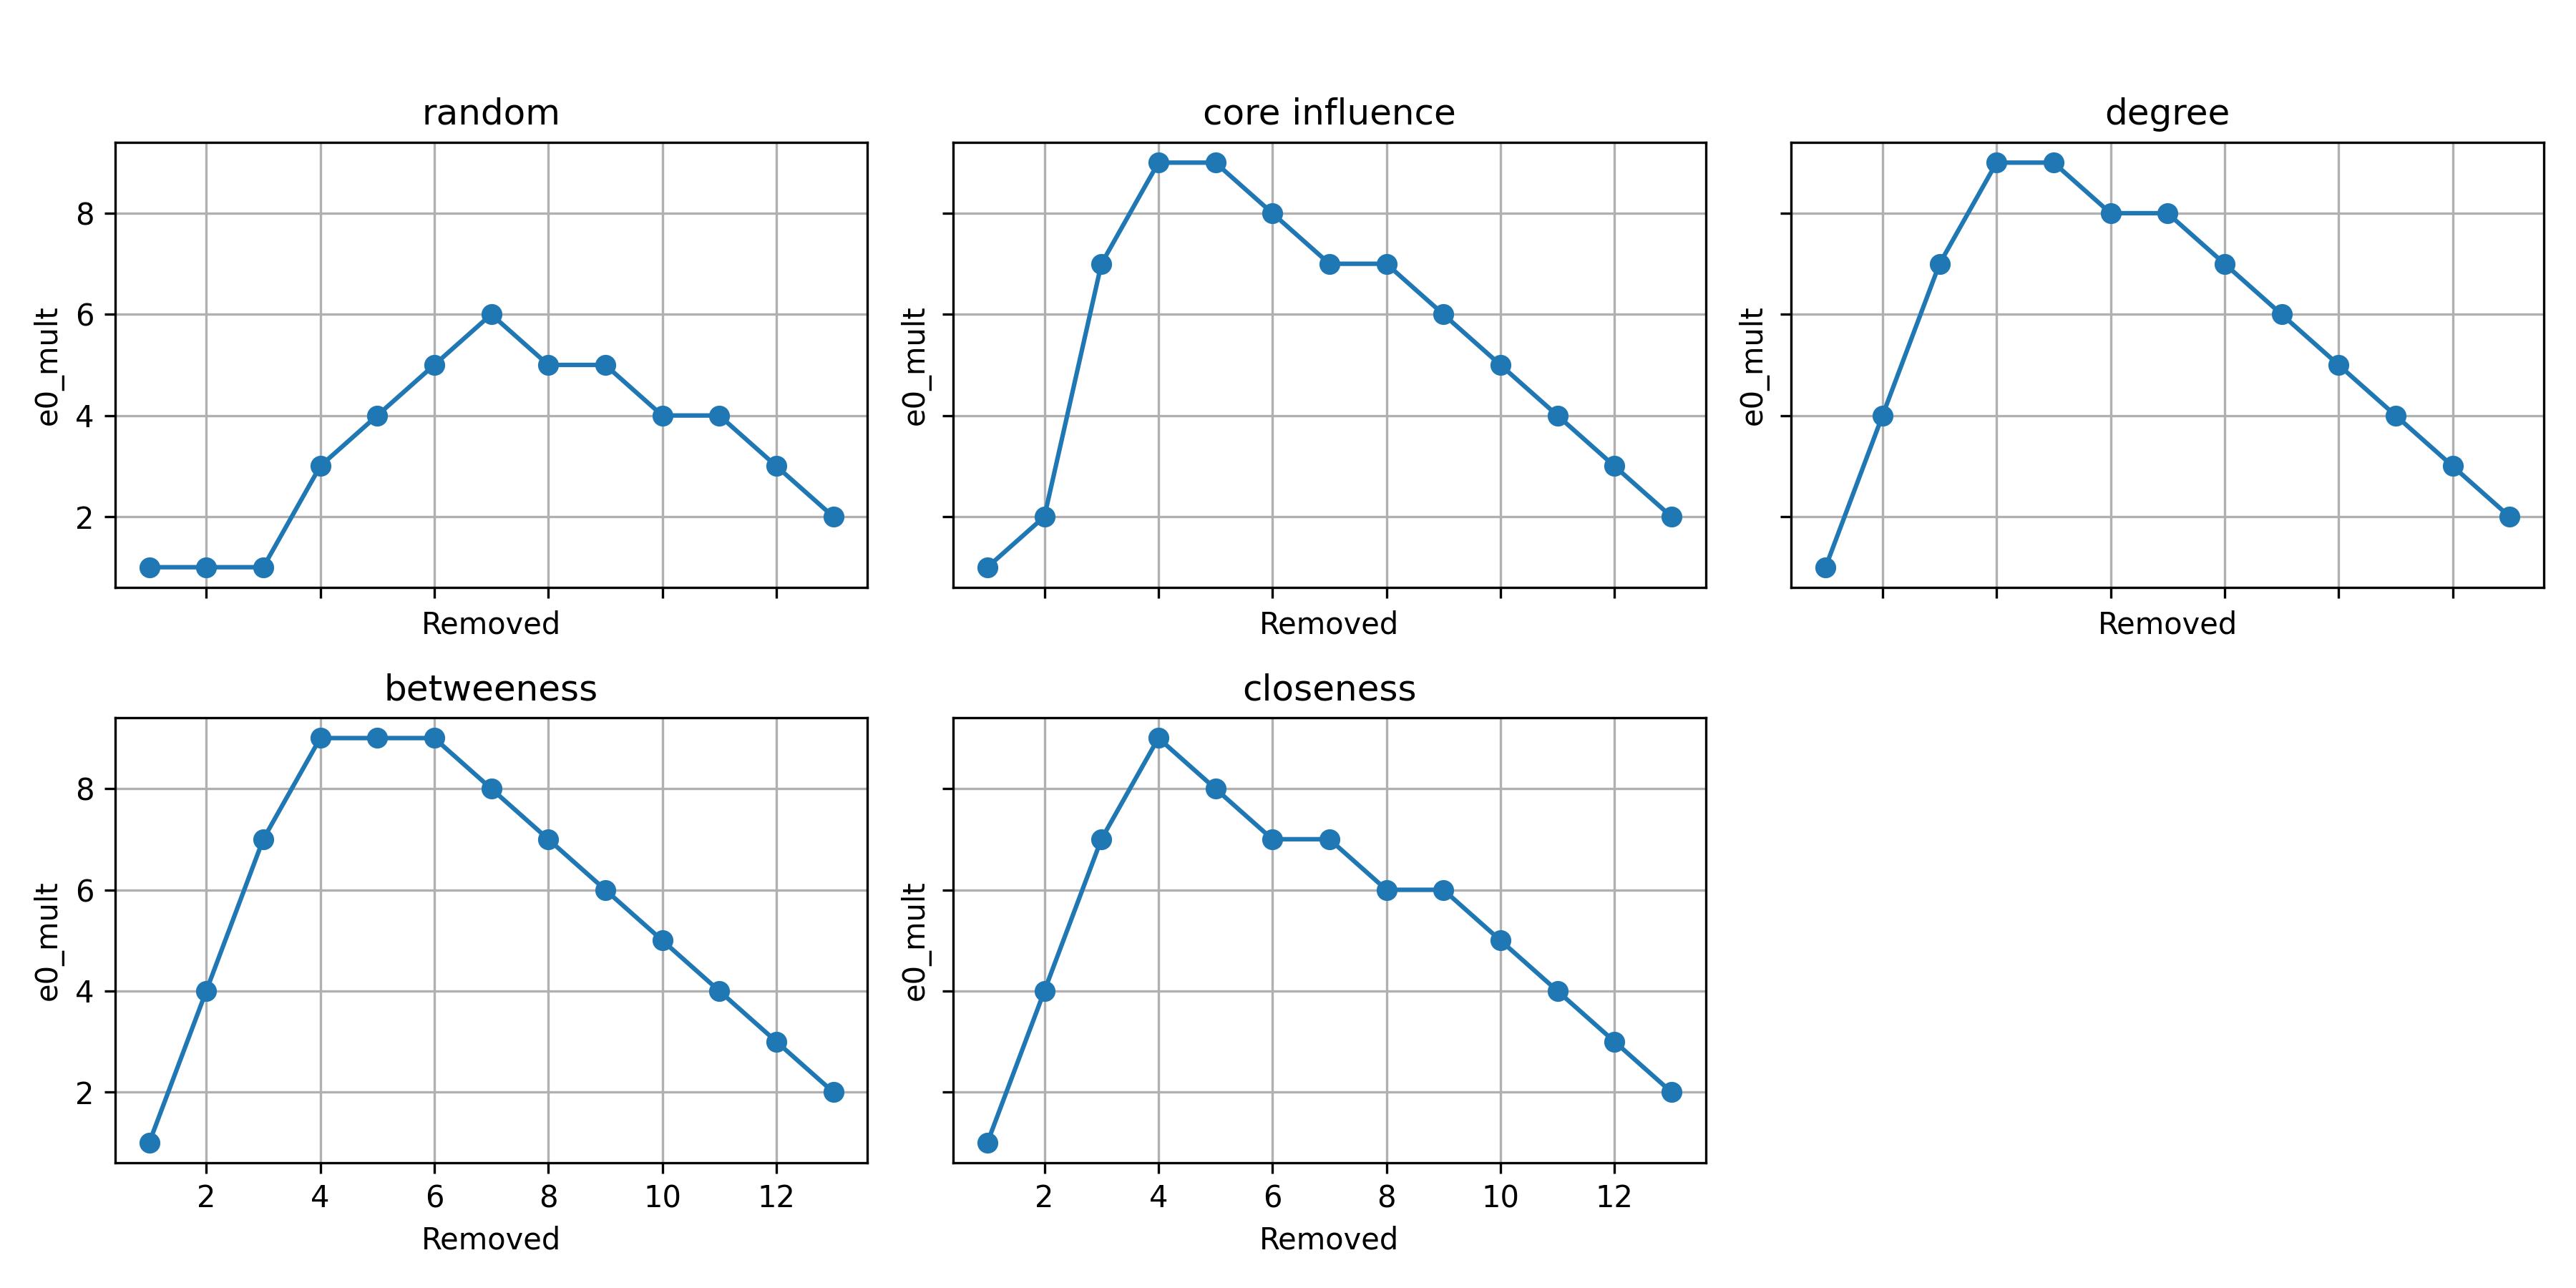 random
core influence
degree
e0_mult
8
6
4
2
Removed
e0_mult
Removed
e0_mult
Removed
betweeness
closeness
e0_mult
8
6
4
2
2 4 6 8 10 12
Removed
e0_mult
2 4 6 8 10 12
Removed